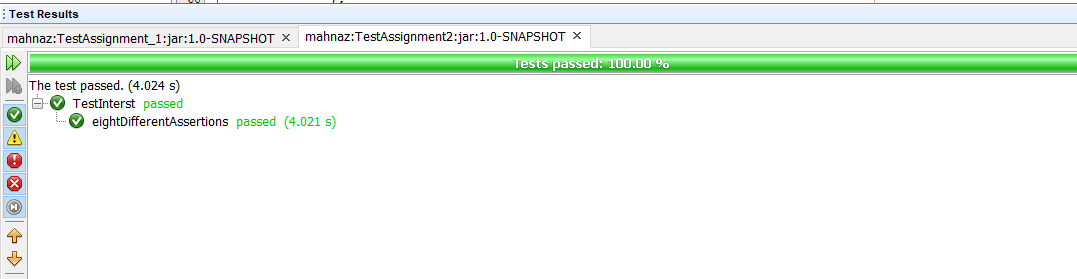 Test Results
mahnaz:TestAssignment_1:jar:1.0-SNAPSHOT
mahnaz:TestAssignment2:jar:1.0-SNAPSHOT
Tests passed: 100.00 %
The test passed. (4.024 s)
TestInterst passed
eightDifferentAssertions passed (4.021 s)